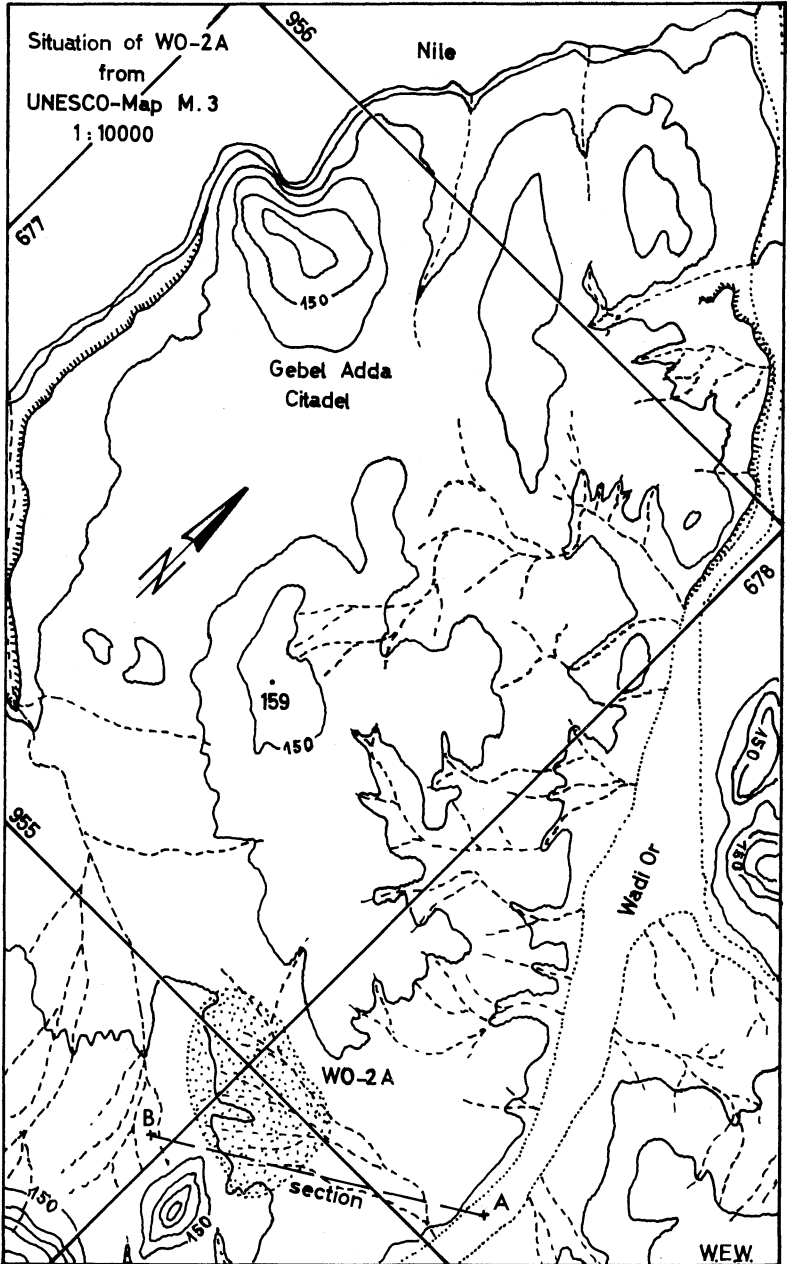 Situation of WO-2A
from
UNESCO-Map M. 3
1:10000
956
Nile
677
150
Gebel Adda
Citadel
N
678
159
150
150
955
150
Wadi Or
WO-2A
B
section
A
150
150
W.E.W.